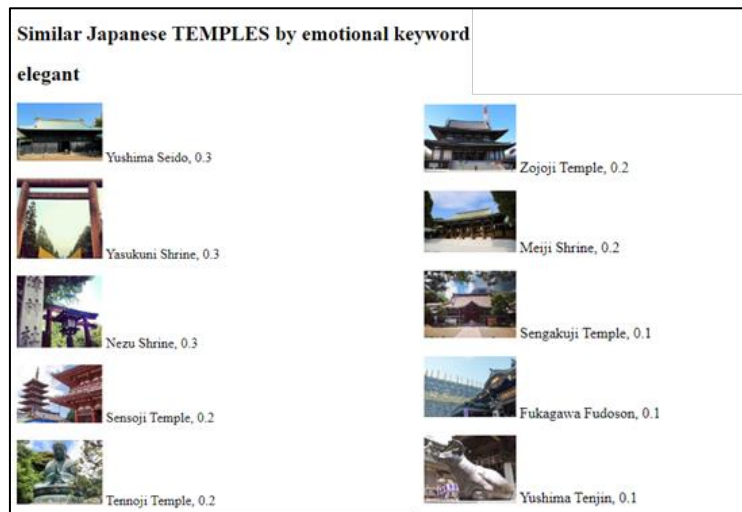 Similar Japanese TEMPLES by emotional keyword
elegant
Yushima Seido, 0.3
Yasukuni Shrine, 0.3
Nezu Shrine, 0.3
Sensoji Temple, 0.2
Tennoji Temple, 0.2
Zojoji Temple, 0.2
Meiji Shrine, 0.2
Sengakuji Temple, 0.1
Fukagawa Fudoson, 0.1
Yushima Tenjin, 0.1